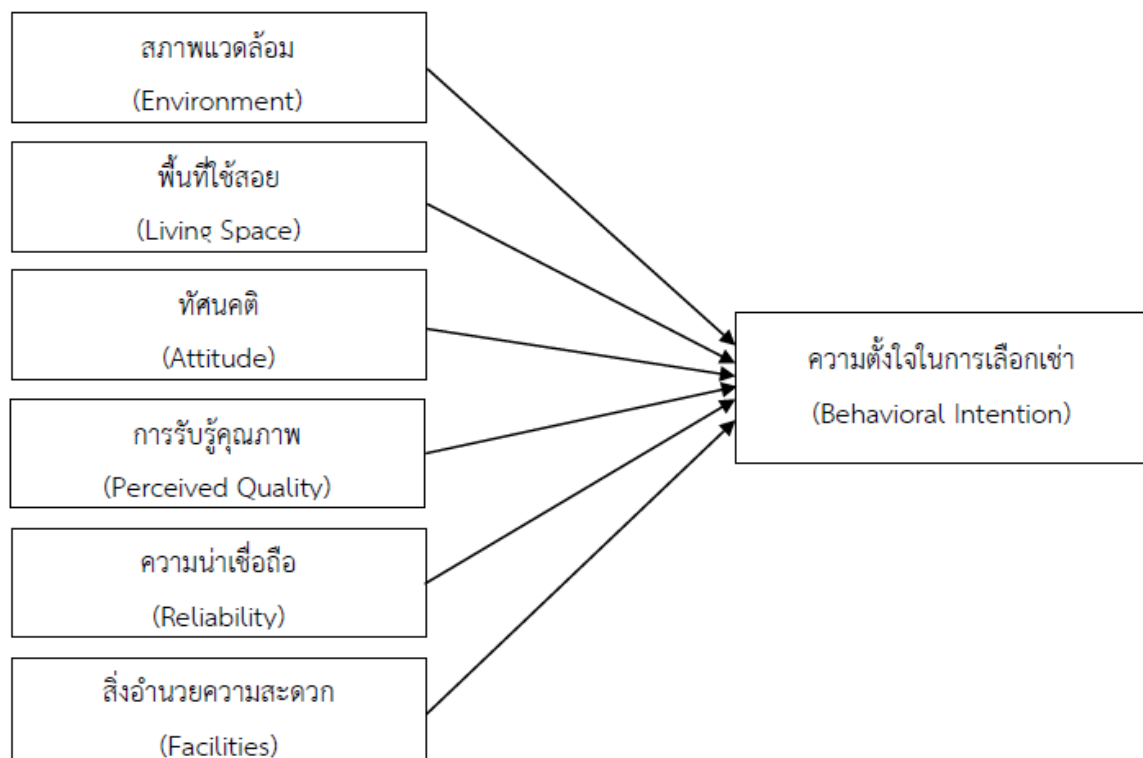 สภาพแวดล้อม
(Environment)
พื้นที่ใช้สอย
(Living Space)
ทัศนคติ
(Attitude)
การรับรู้คุณภาพ
(Perceived Quality)
ความน่าเชื่อถือ
(Reliability)
สิ่งอำนวยความสะดวก
(Facilities)
ความตั้งใจในการเลือกเช่า
(Behavioral Intention)